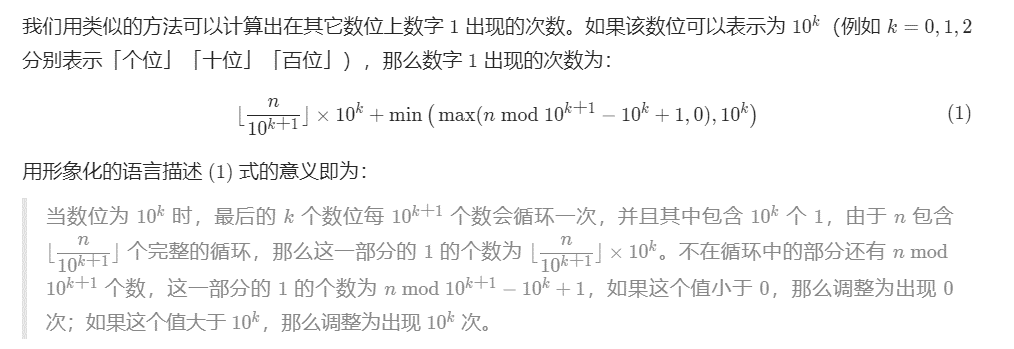 我们用类似的方法可以计算出在其它数位上数字 1 出现的次数。如果该数位可以表示为 10^k（例如 k = 0, 1, 2
分别表示「个位」「十位」「百位」），那么数字 1 出现的次数为：
⌊n/10^{k+1}⌋ × 10^k + min (max(n mod 10^{k+1} − 10^k + 1, 0), 10^k) (1)
用形象化的语言描述 (1) 式的意义即为：
当数位为 10^k 时，最后的 k 个数位每 10^{k+1} 个数会循环一次，并且其中包含 10^k 个 1，由于 n 包含
⌊n/10^{k+1}⌋ 个完整的循环，那么这一部分的 1 的个数为 ⌊n/10^{k+1}⌋ × 10^k。不在循环中的部分还有 n mod
10^{k+1} 个数，这一部分的 1 的个数为 n mod 10^{k+1} − 10^k + 1，如果这个值小于 0，那么调整为出现 0
次；如果这个值大于 10^k，那么调整为出现 10^k 次。